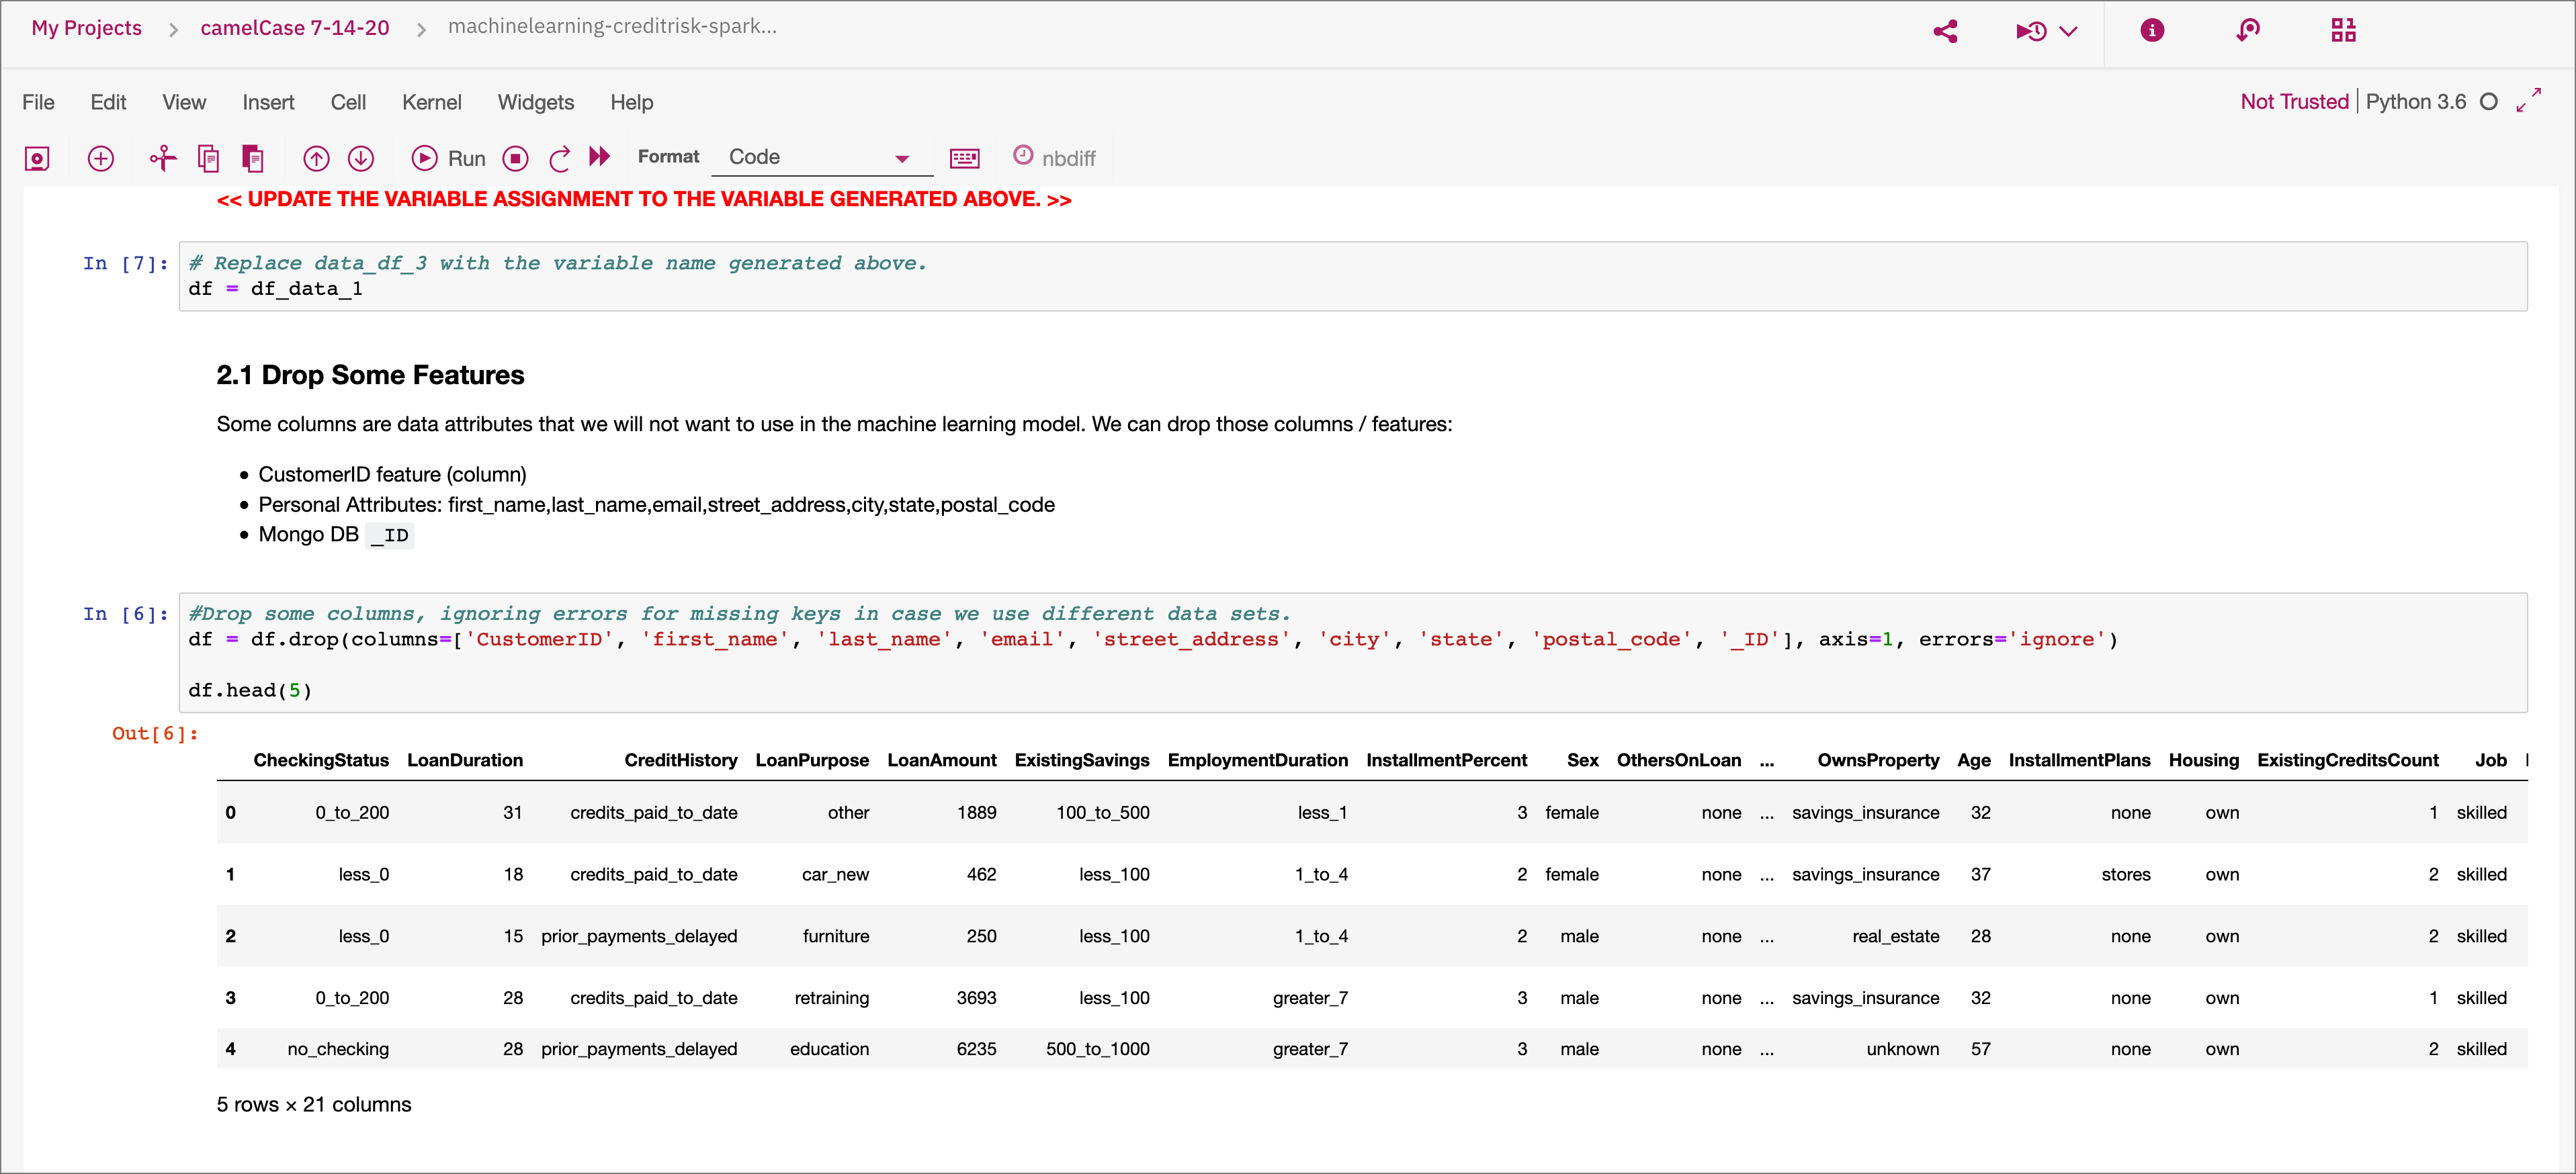 My Projects > camelCase 7-14-20 > machinelearning-creditrisk-spark...
File Edit View Insert Cell Kernel Widgets Help Not Trusted | Python 3.6
Run Format Code nbdiff
<< UPDATE THE VARIABLE ASSIGNMENT TO THE VARIABLE GENERATED ABOVE. >>
In [7]: # Replace data_df_3 with the variable name generated above.
df = df_data_1
2.1 Drop Some Features
Some columns are data attributes that we will not want to use in the machine learning model. We can drop those columns / features:
• CustomerID feature (column)
• Personal Attributes: first_name,last_name,email,street_address,city,state,postal_code
• Mongo DB _ID
In [6]: #Drop some columns, ignoring errors for missing keys in case we use different data sets.
df = df.drop(columns=['CustomerID', 'first_name', 'last_name', 'email', 'street_address', 'city', 'state', 'postal_code', '_ID'], axis=1, errors='ignore')
df.head(5)
Out[6]:
CheckingStatus LoanDuration CreditHistory LoanPurpose LoanAmount ExistingSavings EmploymentDuration InstallmentPercent Sex OthersOnLoan ... OwnsProperty Age InstallmentPlans Housing ExistingCreditsCount Job
0 0_to_200 31 credits_paid_to_date other 1889 100_to_500 less_1 3 female none ... savings_insurance 32 none own 1 skilled
1 less_0 18 credits_paid_to_date car_new 462 less_100 1_to_4 2 female none ... savings_insurance 37 stores own 2 skilled
2 less_0 15 prior_payments_delayed furniture 250 less_100 1_to_4 2 male none ... real_estate 28 none own 2 skilled
3 0_to_200 28 credits_paid_to_date retraining 3693 less_100 greater_7 3 male none ... savings_insurance 32 none own 1 skilled
4 no_checking 28 prior_payments_delayed education 6235 500_to_1000 greater_7 3 male none ... unknown 57 none own 2 skilled
5 rows × 21 columns